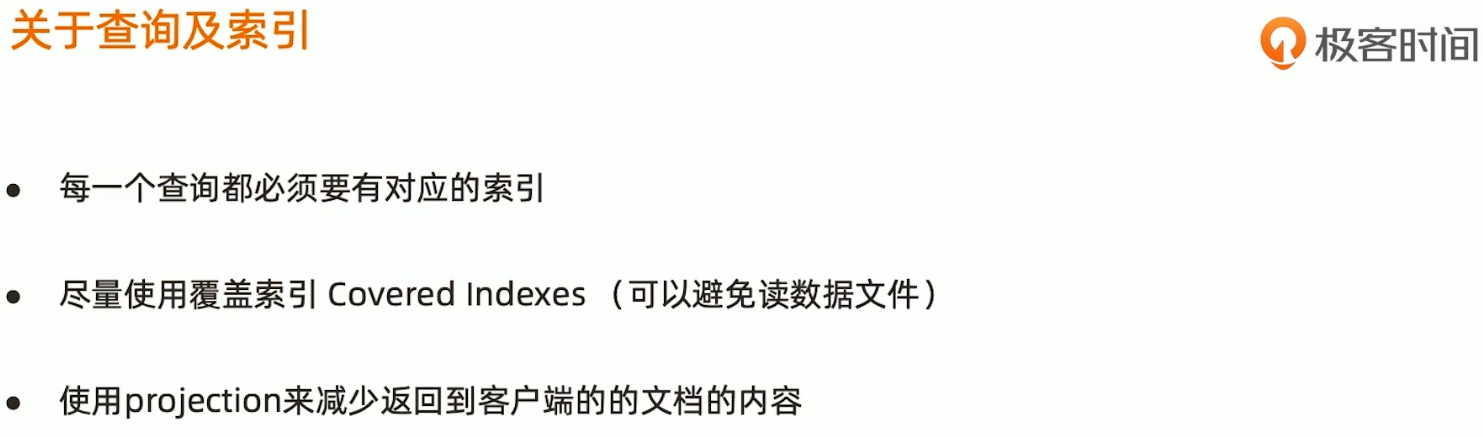 关于查询及索引
极客时间
• 每一个查询都必须要有对应的索引
• 尽量使用覆盖索引 Covered Indexes （可以避免读数据文件）
• 使用projection来减少返回到客户端的的文档的内容